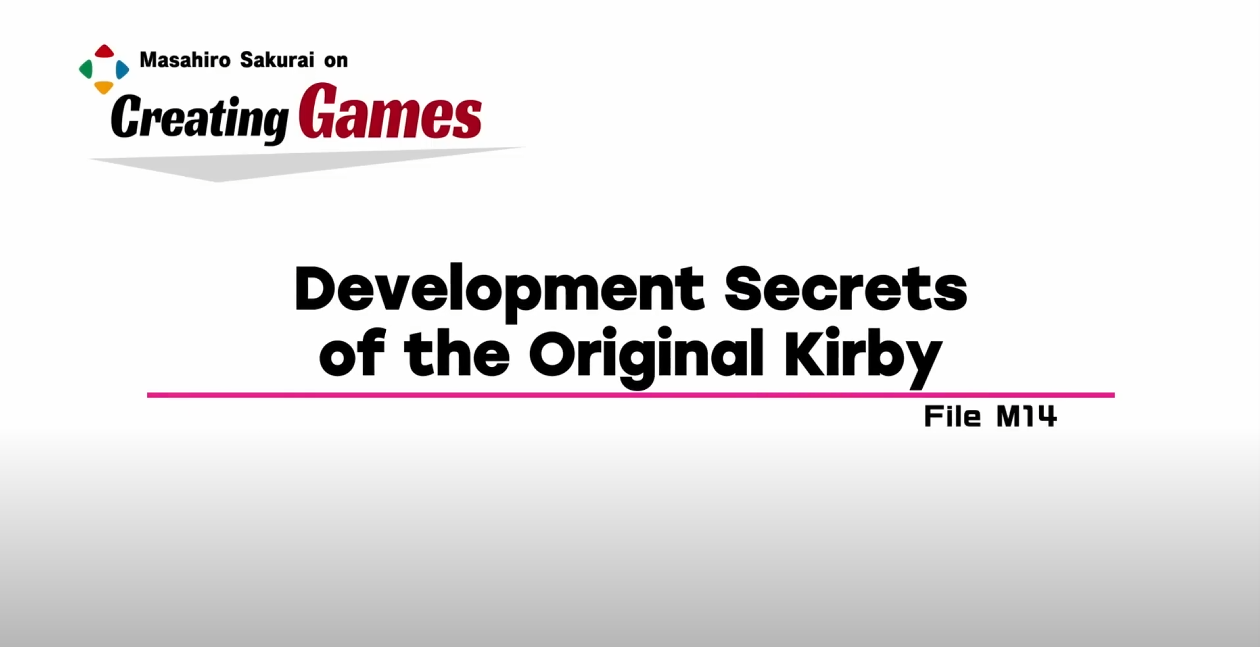 Masahiro Sakurai on
Creating Games
Development Secrets
of the Original Kirby
File M14